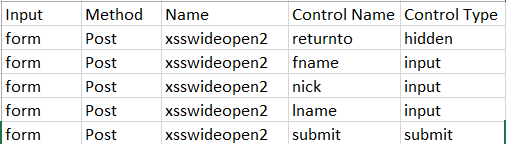 Input Method Name Control Name Control Type
form Post xsswideopen2 returnto hidden
form Post xsswideopen2 fname input
form Post xsswideopen2 nick input
form Post xsswideopen2 lname input
form Post xsswideopen2 submit submit